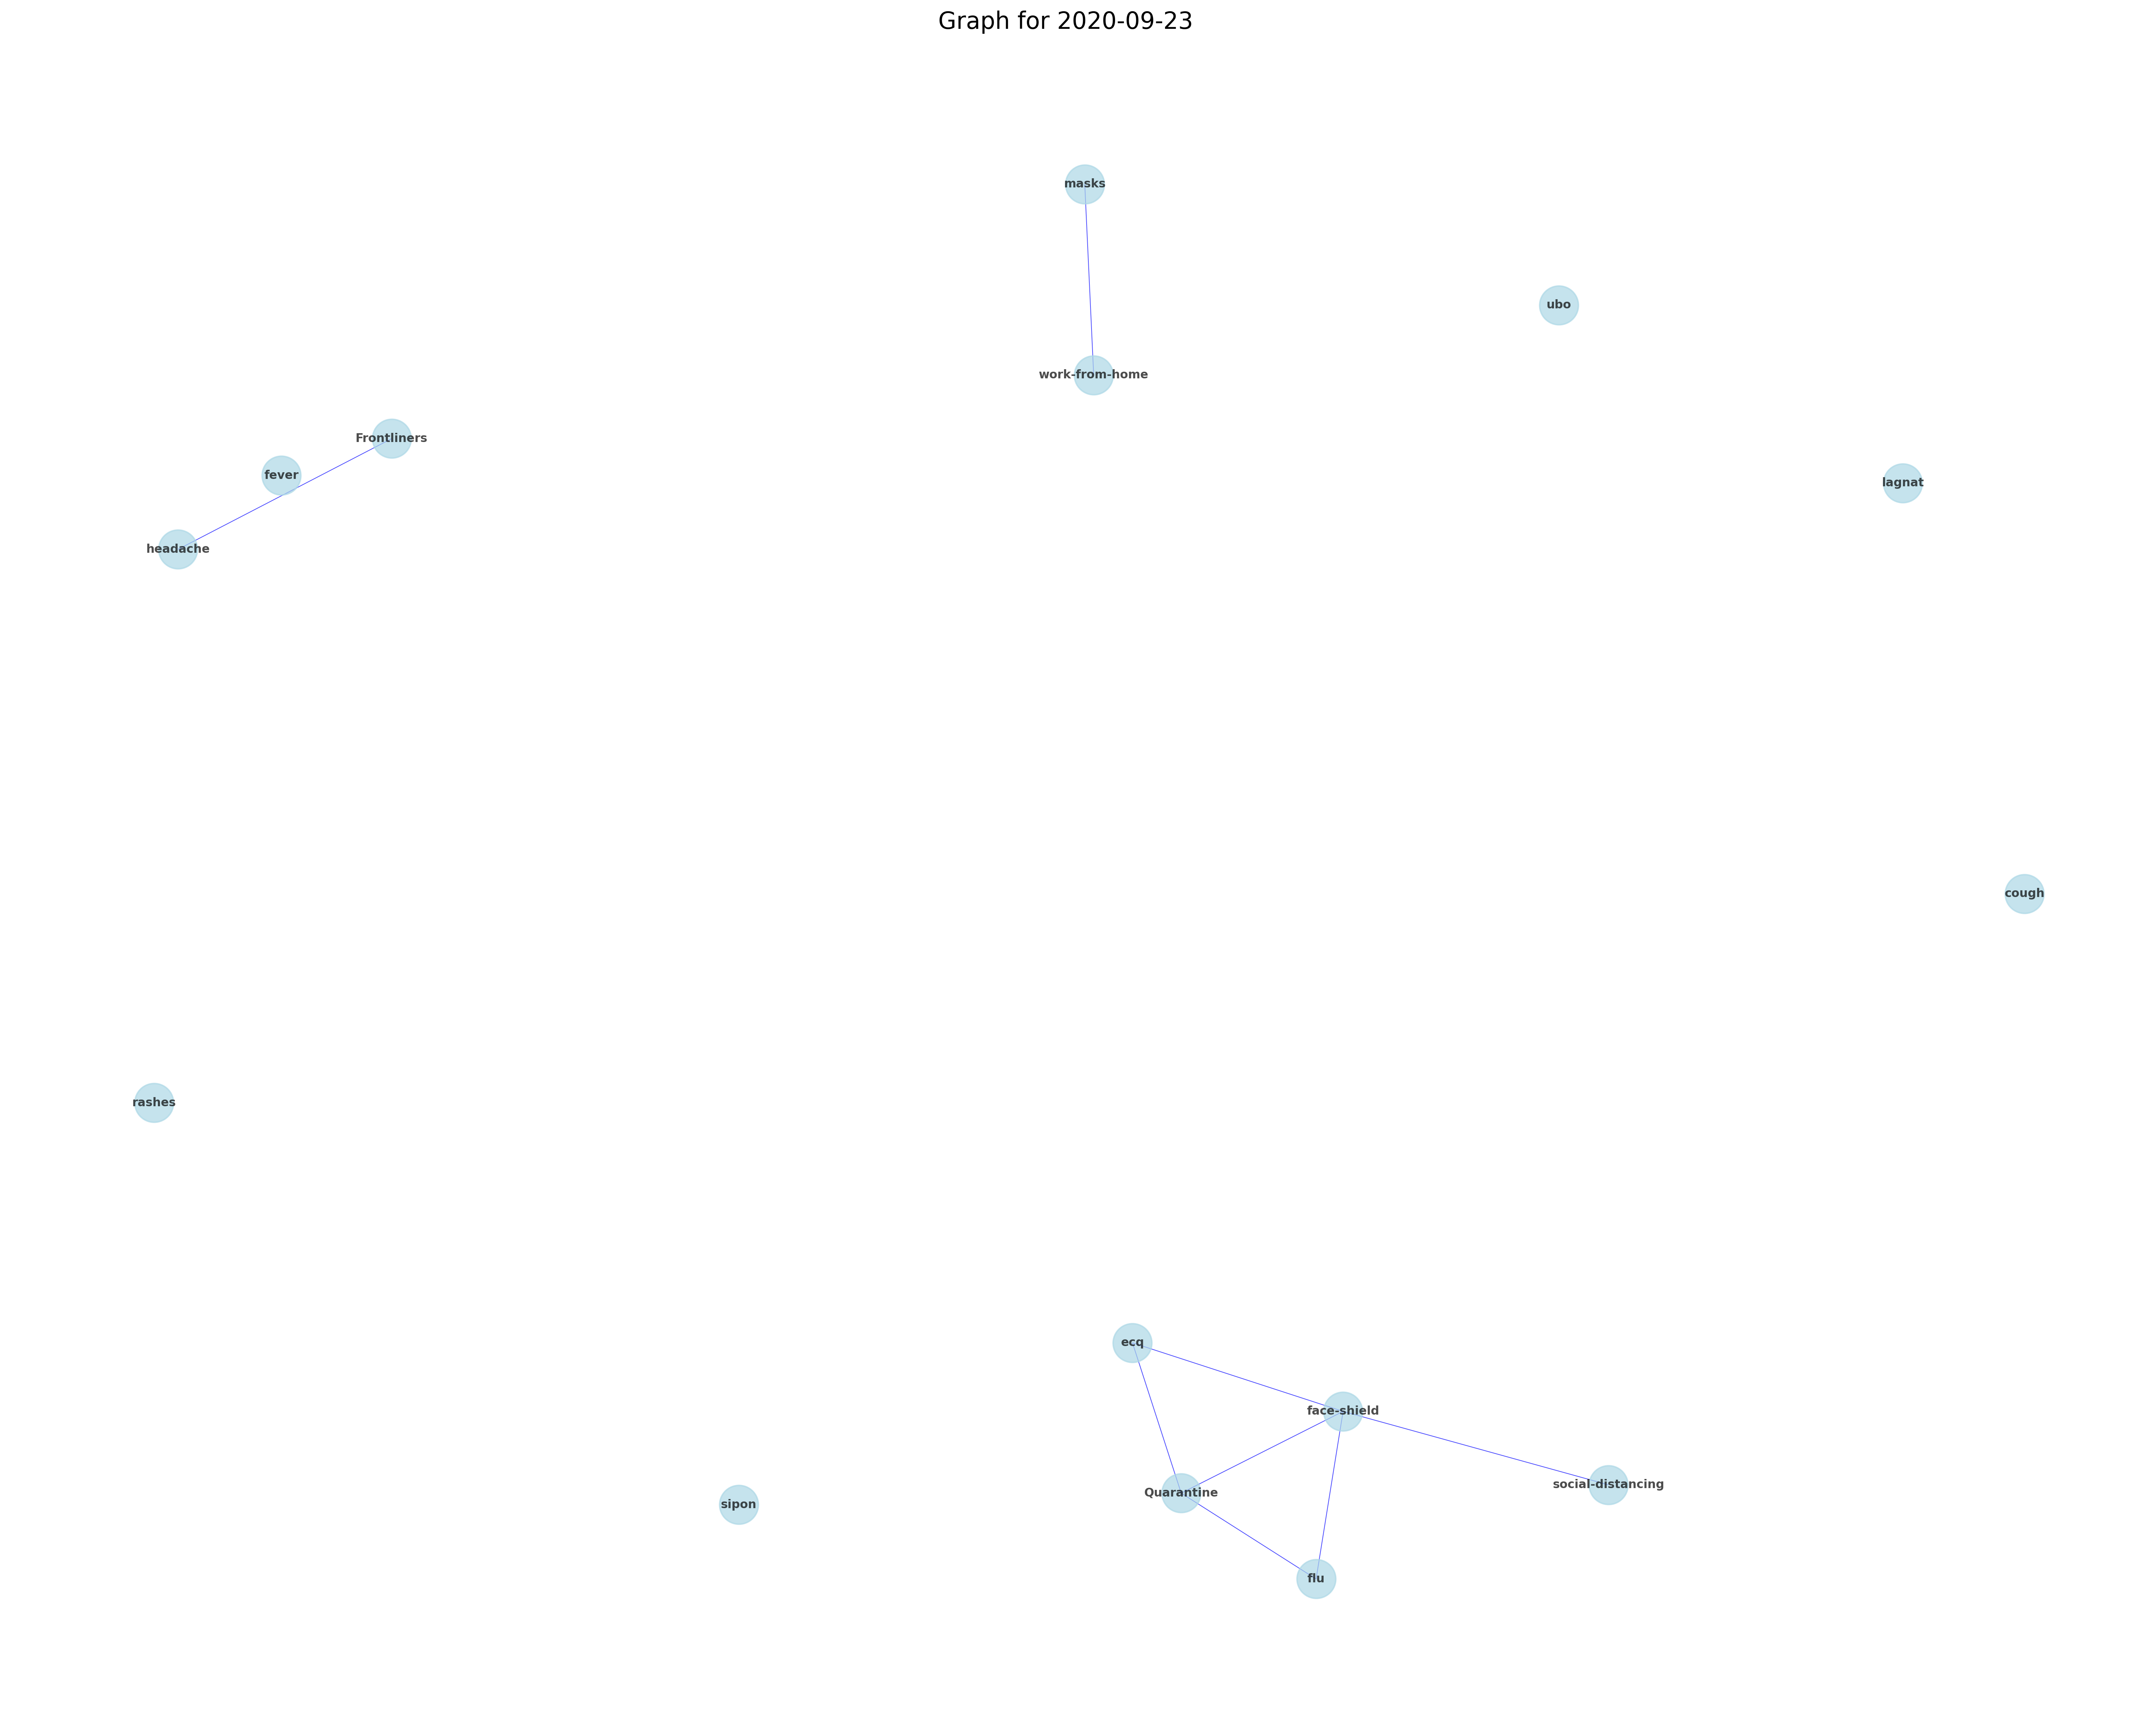 Graph for 2020-09-23
masks
ubo
work-from-home
Frontliners
fever
lagnat
headache
cough
rashes
ecq
face-shield
social-distancing
Quarantine
sipon
flu